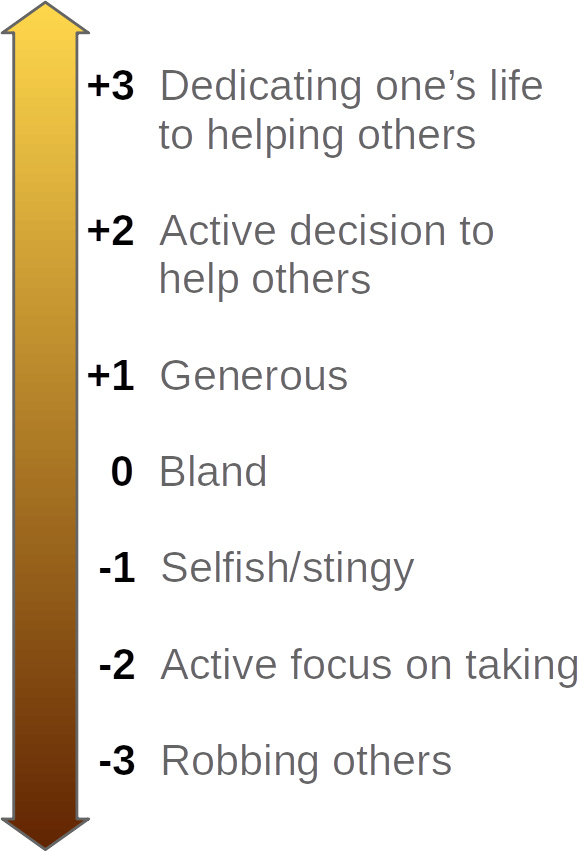 +3 Dedicating one’s life
to helping others
+2 Active decision to
help others
+1 Generous
0 Bland
-1 Selfish/stingy
-2 Active focus on taking
-3 Robbing others